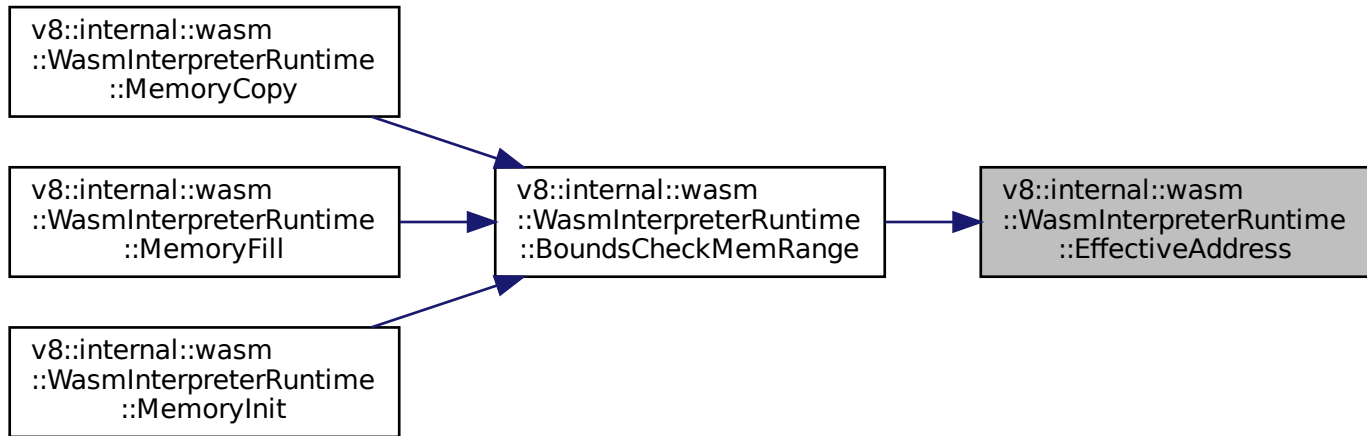 v8::internal::wasm
::WasmInterpreterRuntime
::MemoryCopy
v8::internal::wasm
::WasmInterpreterRuntime
::MemoryFill
v8::internal::wasm
::WasmInterpreterRuntime
::MemoryInit
v8::internal::wasm
::WasmInterpreterRuntime
::BoundsCheckMemRange
v8::internal::wasm
::WasmInterpreterRuntime
::EffectiveAddress